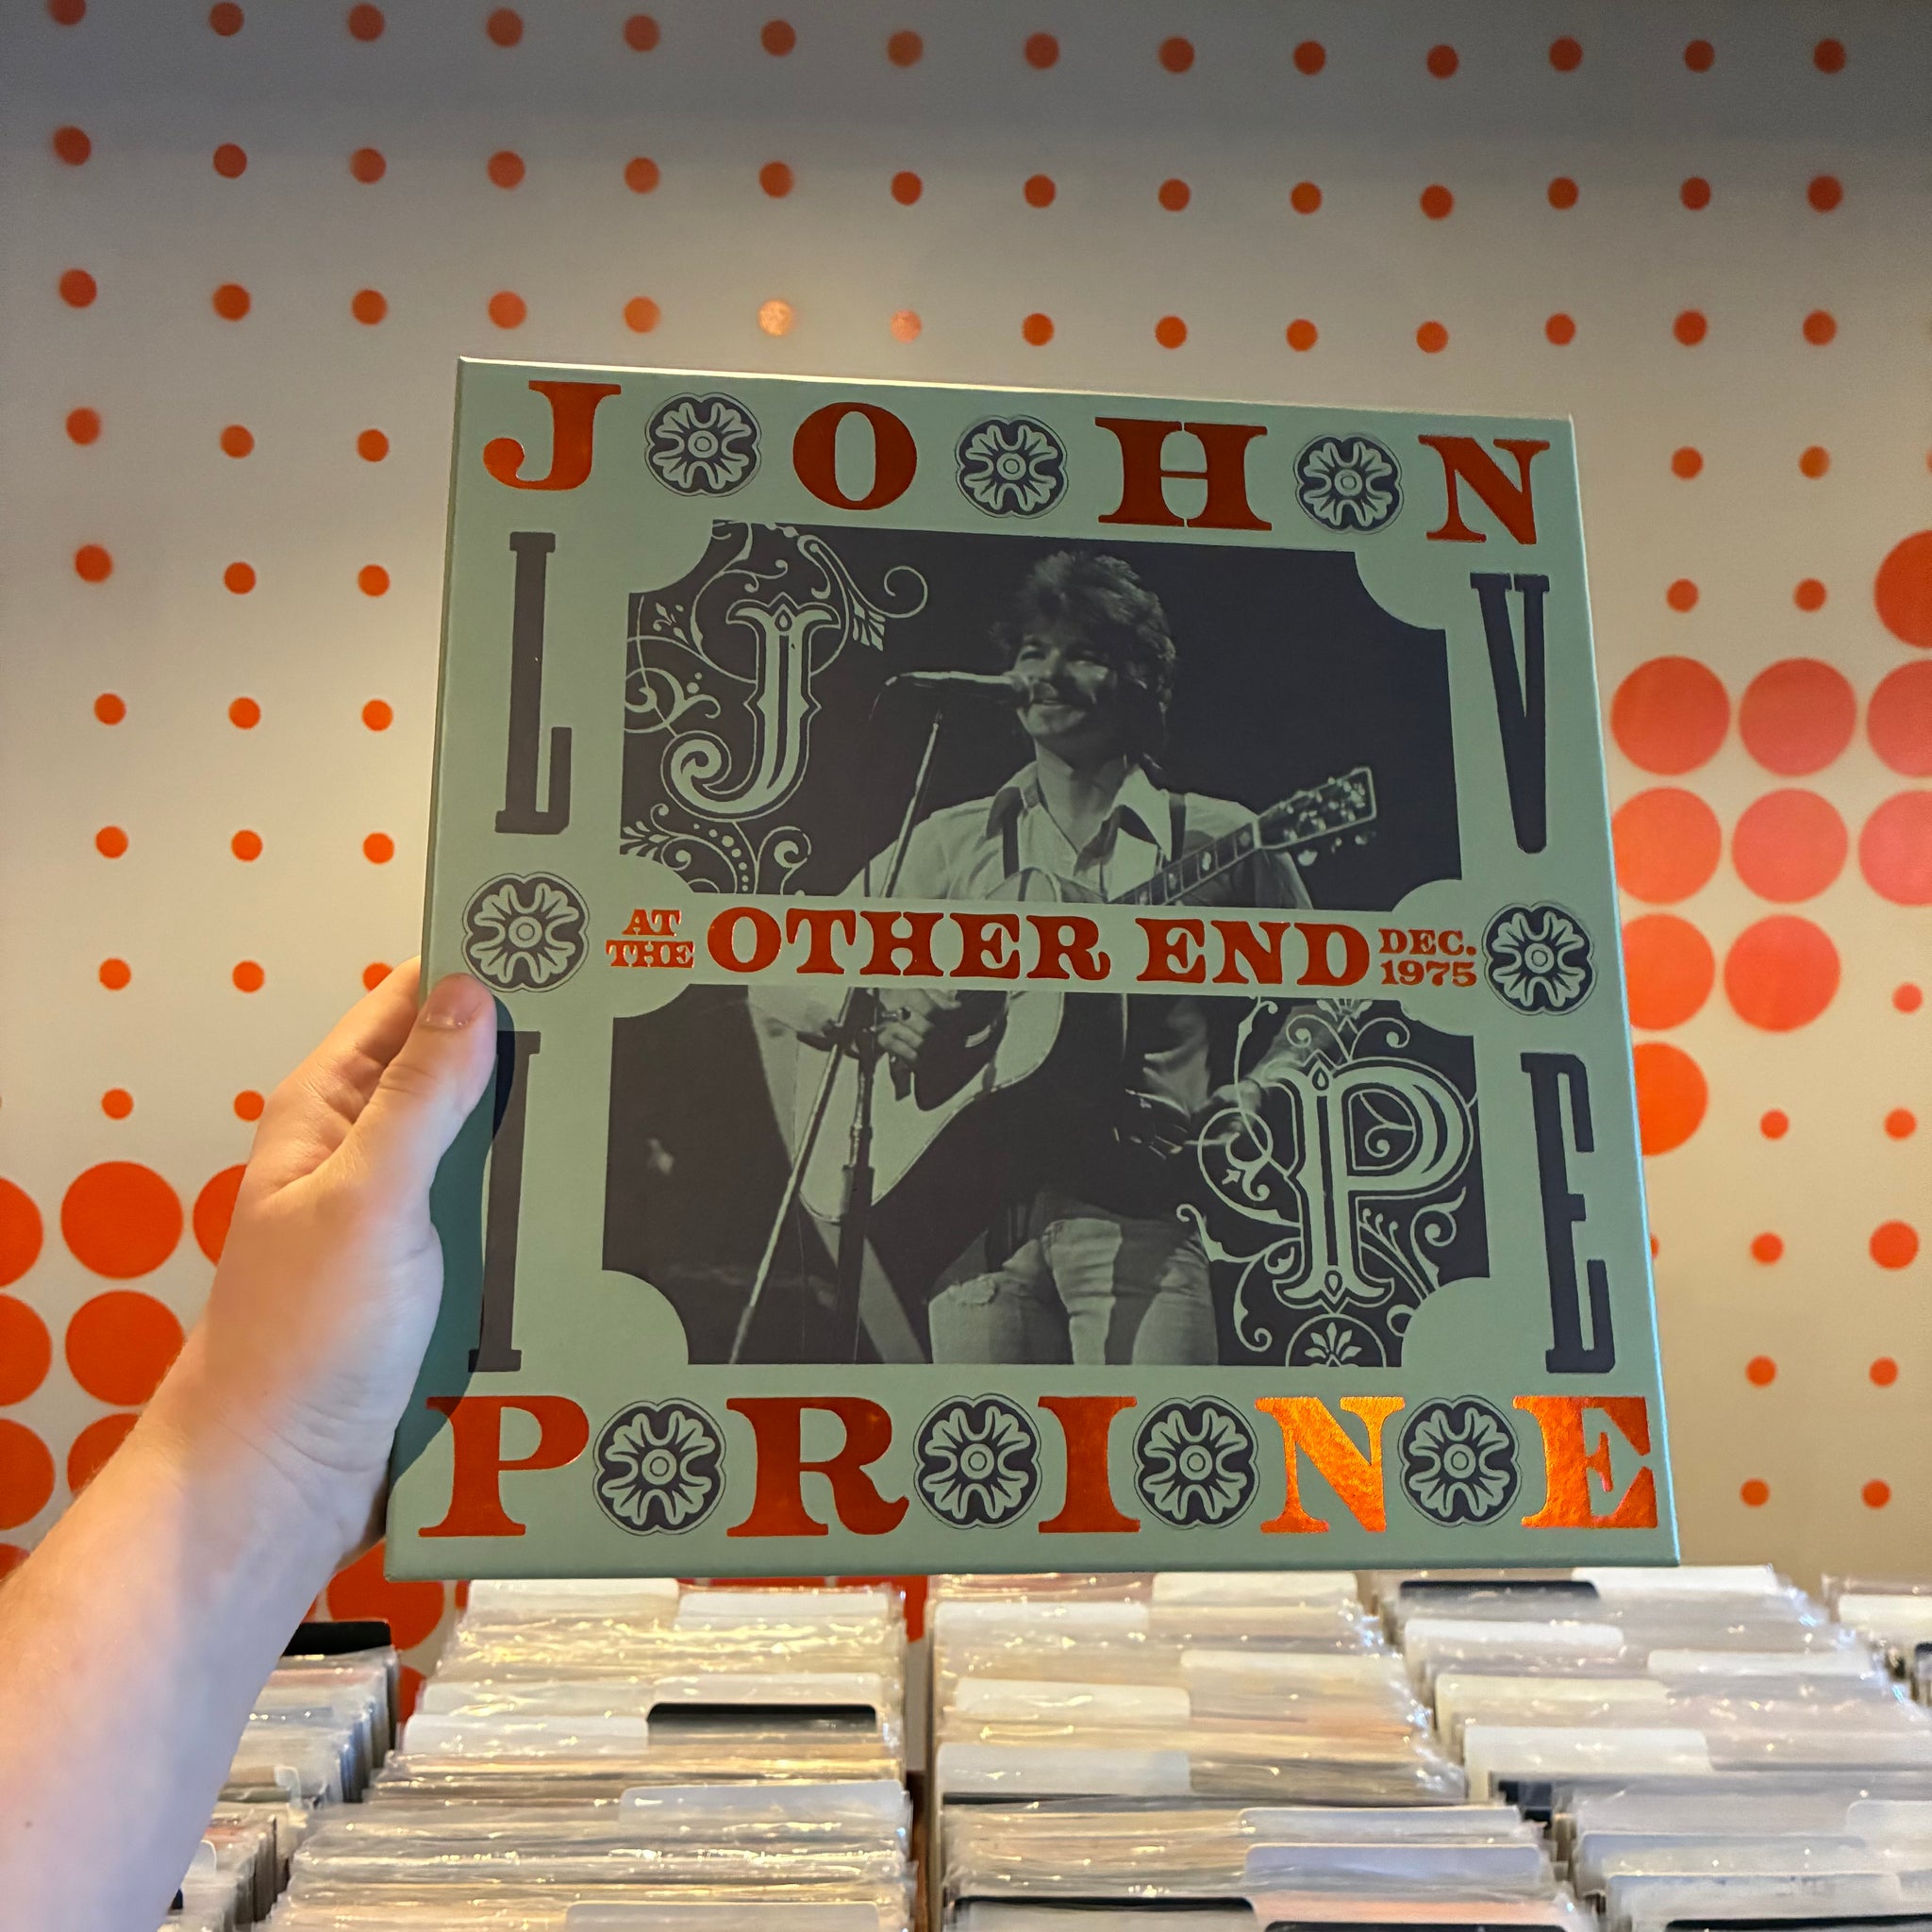 JOHN
LIVE
J
AT THE OTHER END DEC. 1975
P
PRINE